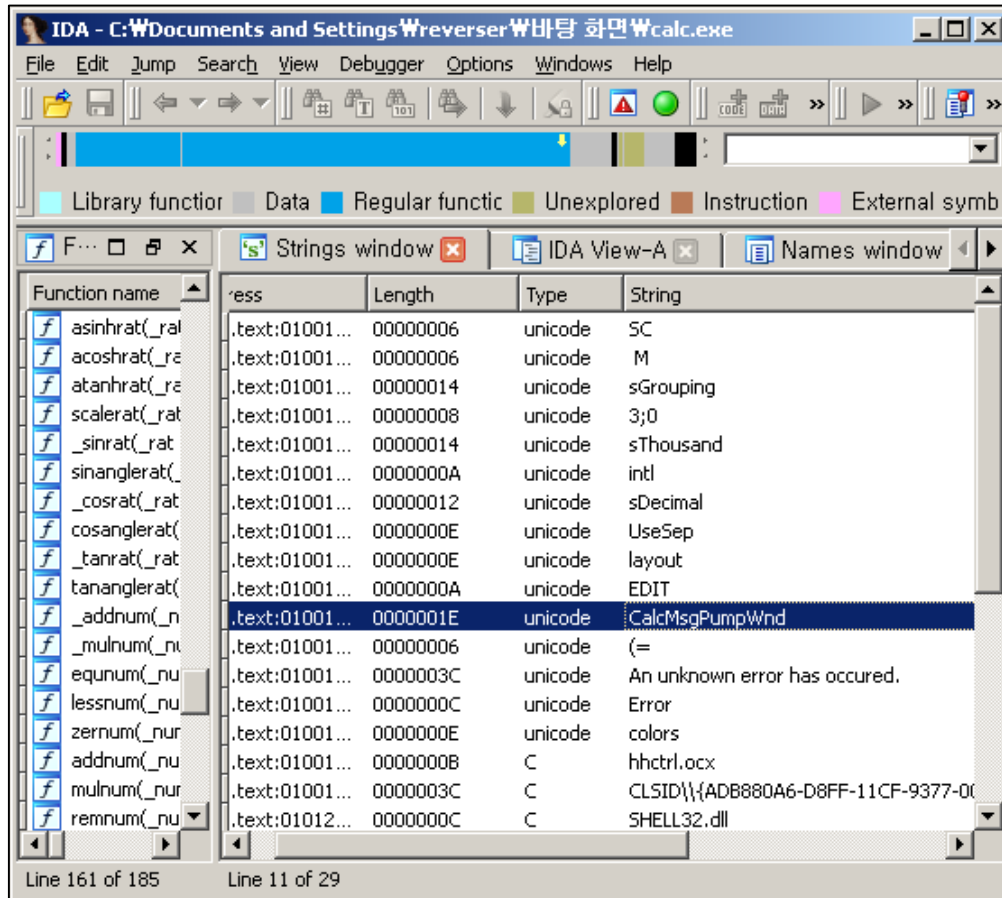 IDA - C:₩Documents and Settings₩reverser₩바탕 화면₩calc.exe
File Edit Jump Search View Debugger Options Windows Help
Library function Data Regular functic Unexplored Instruction External symb
F... Strings window IDA View-A Names window
Function name ress Length Type String
asinhrat(_rat .text:01001... 00000006 unicode SC
acoshrat(_ra .text:01001... 00000006 unicode M
atanhrat(_ra .text:01001... 00000014 unicode sGrouping
scalerat(_rat .text:01001... 00000008 unicode 3;0
_sinrat(_rat .text:01001... 00000014 unicode sThousand
sinanglerat(_ .text:01001... 0000000A unicode intl
_cosrat(_rat .text:01001... 00000012 unicode sDecimal
cosanglerat( .text:01001... 0000000E unicode UseSep
_tanrat(_rat .text:01001... 0000000E unicode layout
tananglerat( .text:01001... 0000000A unicode EDIT
_addnum(_n .text:01001... 0000001E unicode CalcMsgPumpWnd
_mulnum(_nu .text:01001... 00000006 unicode (=
equnum(_nu .text:01001... 0000003C unicode An unknown error has occured.
lessnum(_nu .text:01001... 0000000C unicode Error
zernum(_num .text:01001... 0000000E unicode colors
addnum(_nu .text:01001... 0000000B C hhctrl.ocx
mulnum(_num .text:01001... 0000003C C CLSID\\{ADB880A6-D8FF-11CF-9377-00
remnum(_nu .text:01012... 0000000C C SHELL32.dll
Line 161 of 185 Line 11 of 29